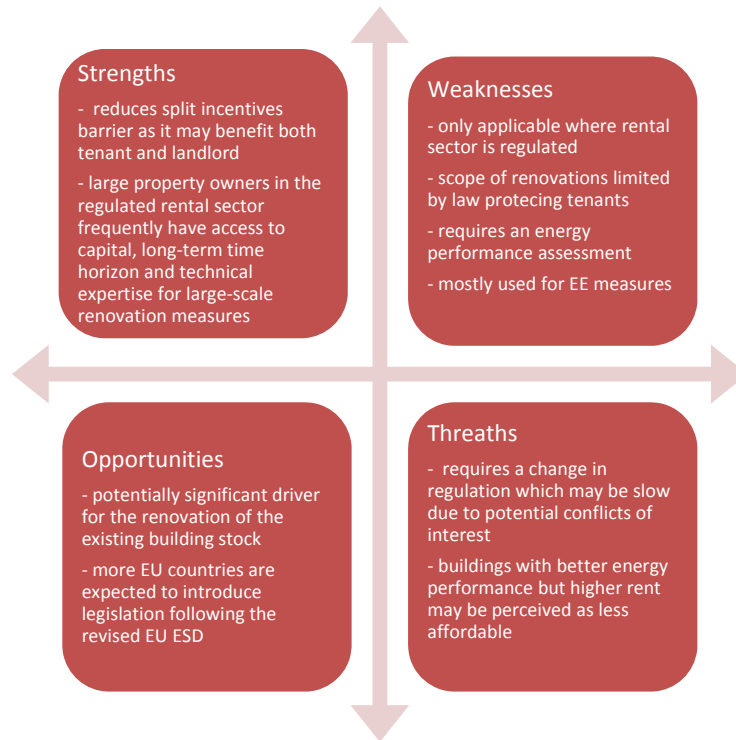 Strengths
- reduces split incentives
barrier as it may benefit both
tenant and landlord
- large property owners in the
regulated rental sector
frequently have access to
capital, long-term time
horizon and technical
expertise for large-scale
renovation measures
Weaknesses
- only applicable where rental
sector is regulated
- scope of renovations limited
by law protecing tenants
- requires an energy
performance assessment
- mostly used for EE measures
Opportunities
- potentially significant driver
for the renovation of the
existing building stock
- more EU countries are
expected to introduce
legislation following the
revised EU ESD
Threaths
- requires a change in
regulation which may be slow
due to potential conflicts of
interest
- buildings with better energy
performance but higher rent
may be perceived as less
affordable